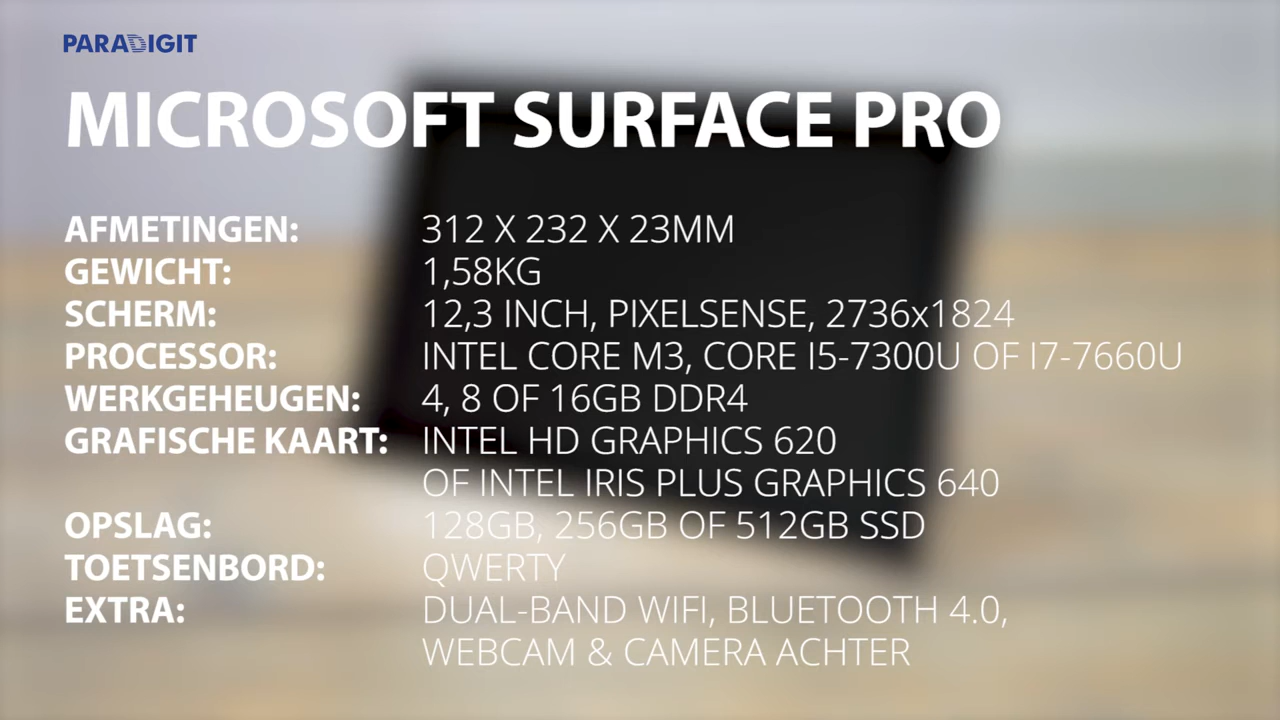 PARADIGIT
MICROSOFT SURFACE PRO
AFMETINGEN: 312 X 232 X 23MM
GEWICHT: 1,58KG
SCHERM: 12,3 INCH, PIXELSENSE, 2736x1824
PROCESSOR: INTEL CORE M3, CORE I5-7300U OF I7-7660U
WERKGEHEUGEN: 4, 8 OF 16GB DDR4
GRAFISCHE KAART: INTEL HD GRAPHICS 620
OF INTEL IRIS PLUS GRAPHICS 640
OPSLAG: 128GB, 256GB OF 512GB SSD
TOETSENBORD: QWERTY
EXTRA: DUAL-BAND WIFI, BLUETOOTH 4.0,
WEBCAM & CAMERA ACHTER